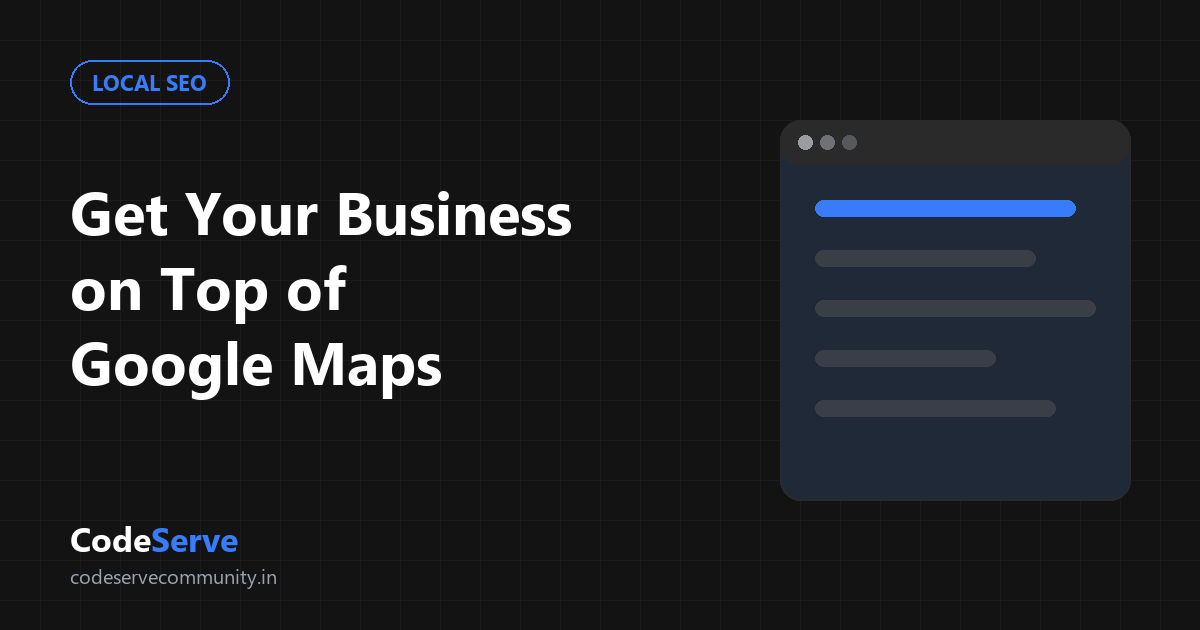 LOCAL SEO
Get Your Business
on Top of
Google Maps
CodeServe
codeservecommunity.in